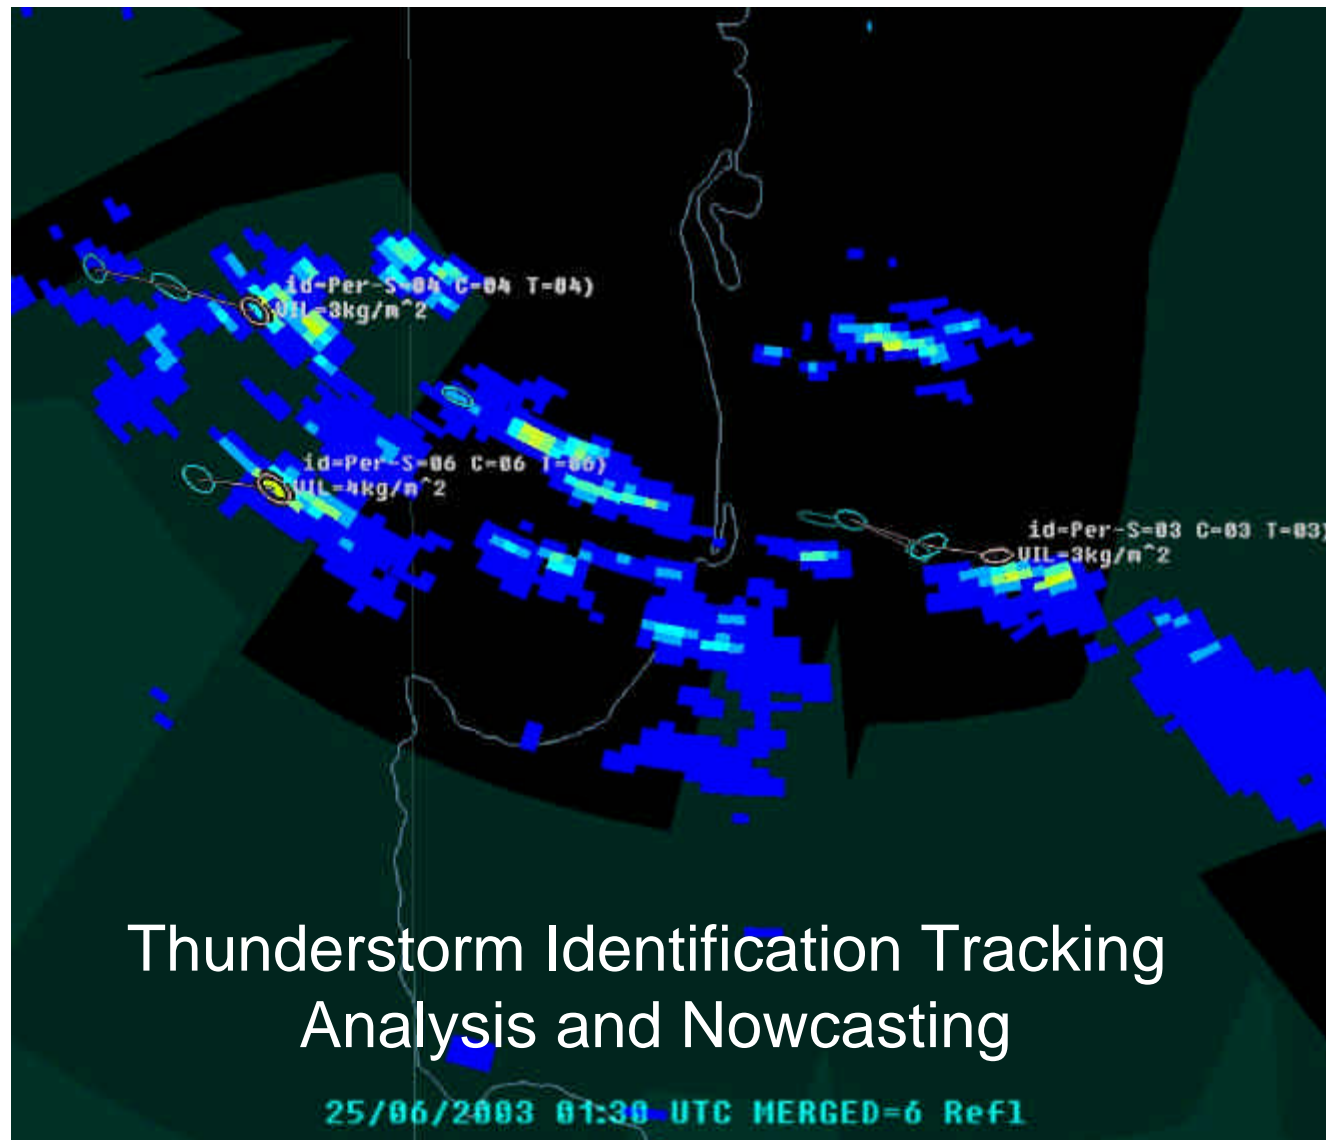 id=Per-S=04 C=04 T=04)
VIL=3kg/m^2
id=Per-S=06 C=06 T=06)
VIL=4kg/m^2
id=Per-S=03 C=03 T=03)
VIL=3kg/m^2
Thunderstorm Identification Tracking
Analysis and Nowcasting
25/06/2003 01:30 UTC MERGED=6 Refl